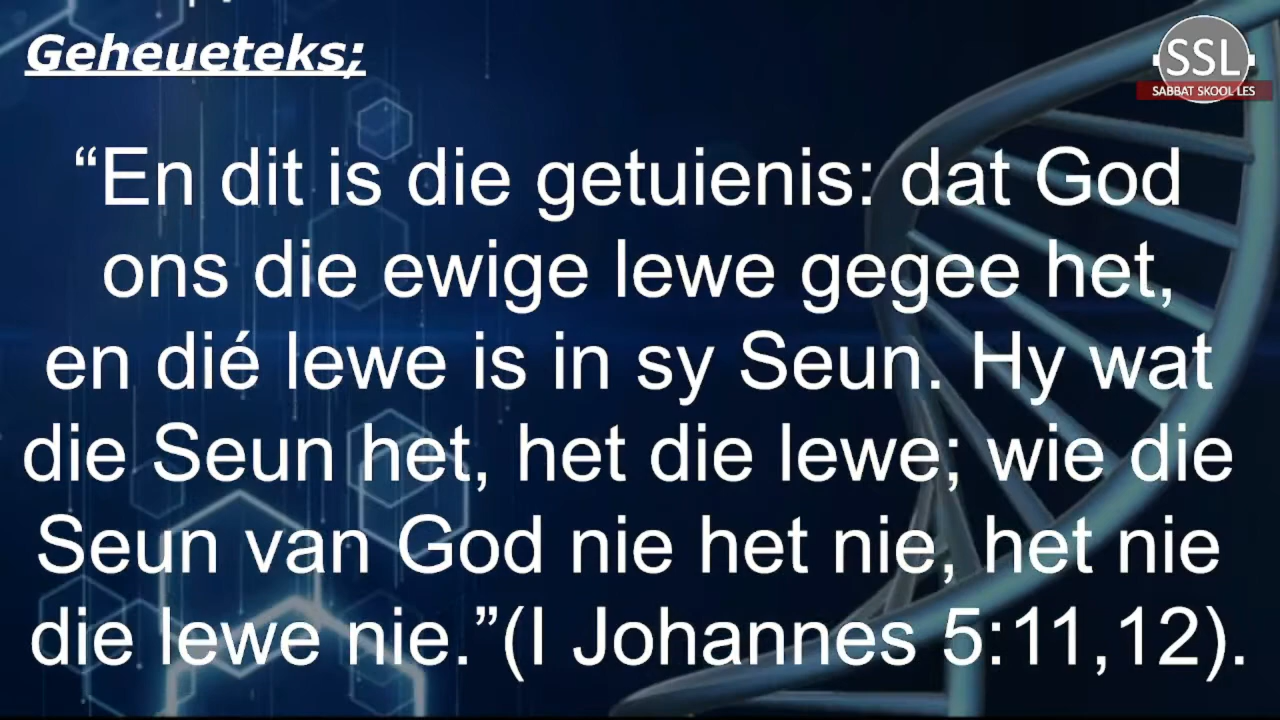 Geheueteks;
SSL
SABBAT SKOOL LES
“En dit is die getuienis: dat God
ons die ewige lewe gegee het,
en dié lewe is in sy Seun. Hy wat
die Seun het, het die lewe; wie die
Seun van God nie het nie, het nie
die lewe nie.”(I Johannes 5:11,12).